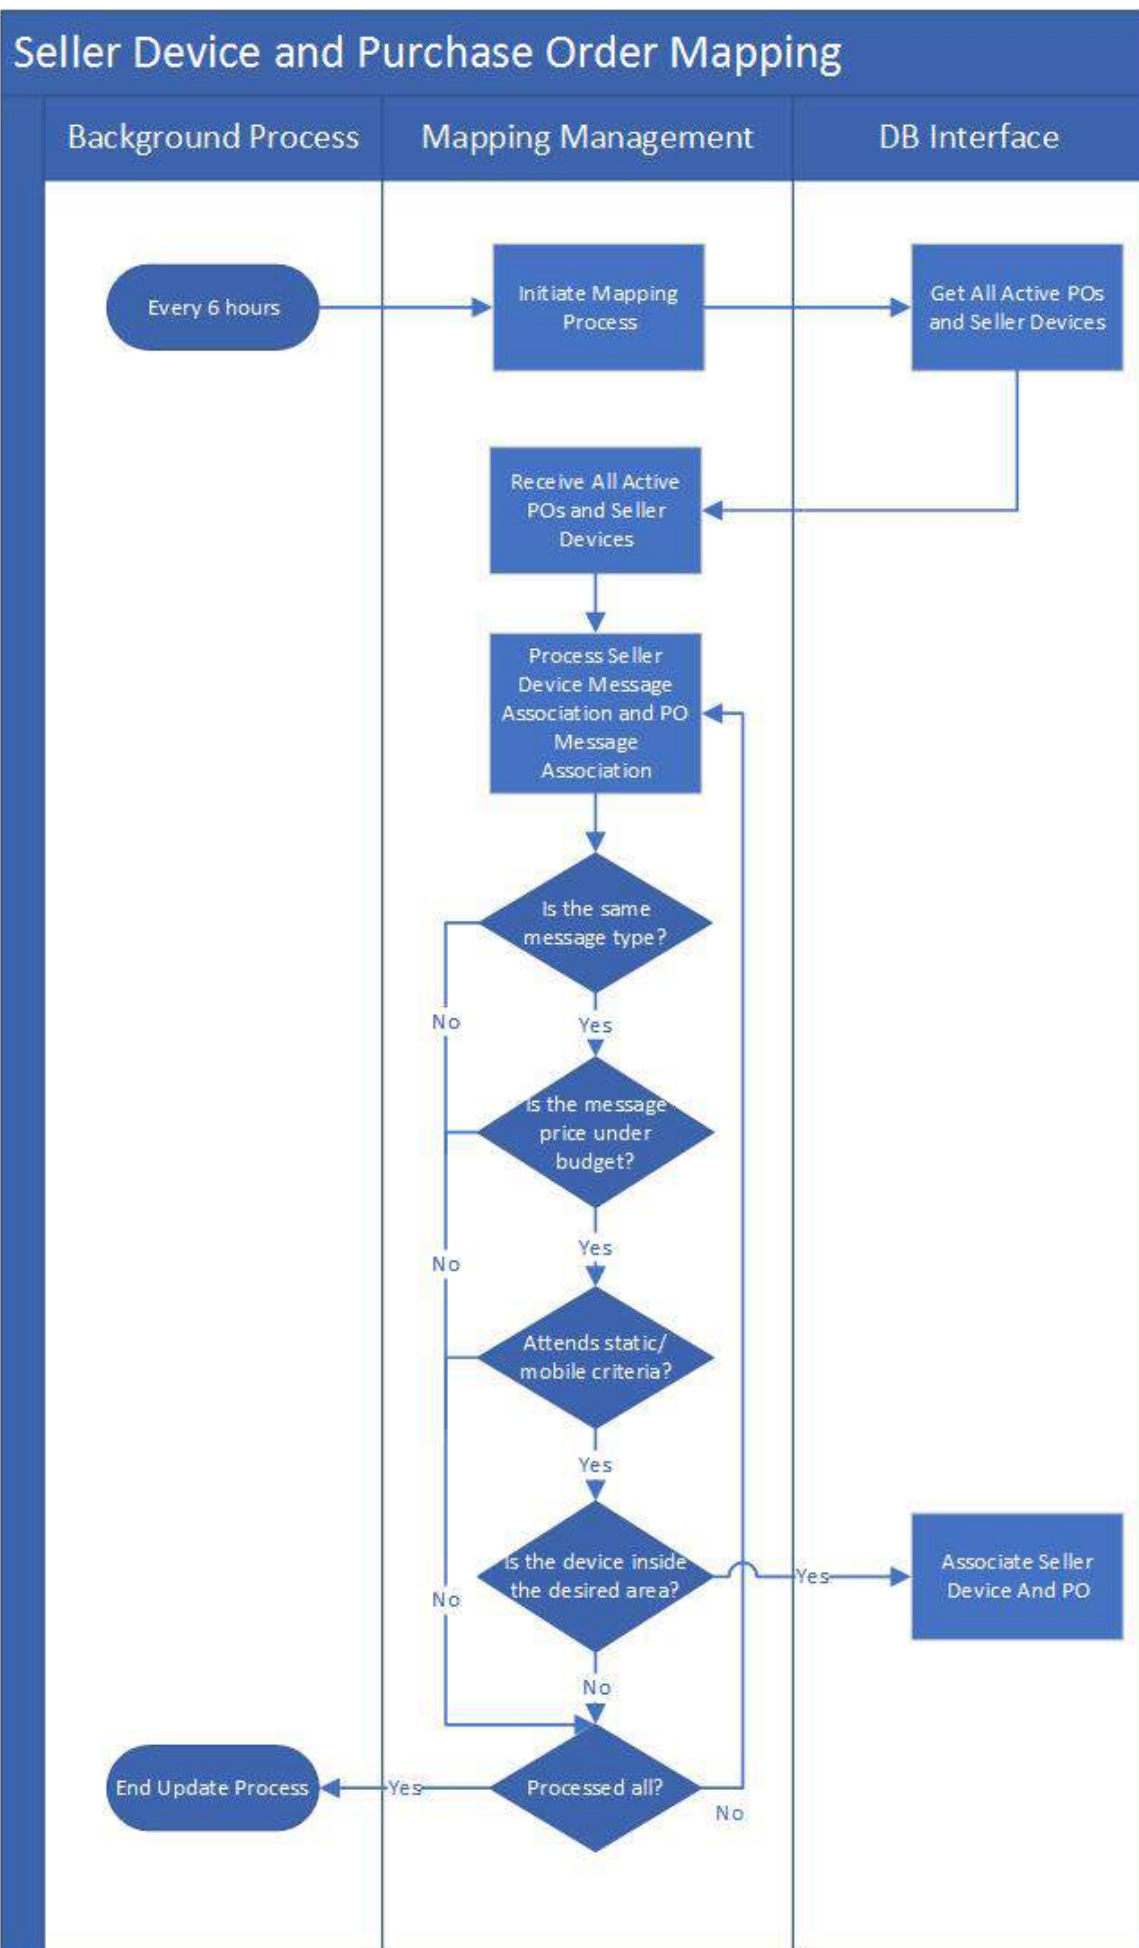 Seller Device and Purchase Order Mapping
Background Process
Mapping Management
DB Interface
Every 6 hours
Initiate Mapping
Process
Get All Active POs
and Seller Devices
Receive All Active
POs and Seller
Devices
Process Seller
Device Message
Association and PO
Message
Association
Is the same
message type?
No
Yes
Is the message
price under
budget?
Yes
No
Attends static/
mobile criteria?
Yes
Is the device inside
the desired area?
Yes
Associate Seller
Device And PO
No
No
End Update Process
Yes
Processed all?
No